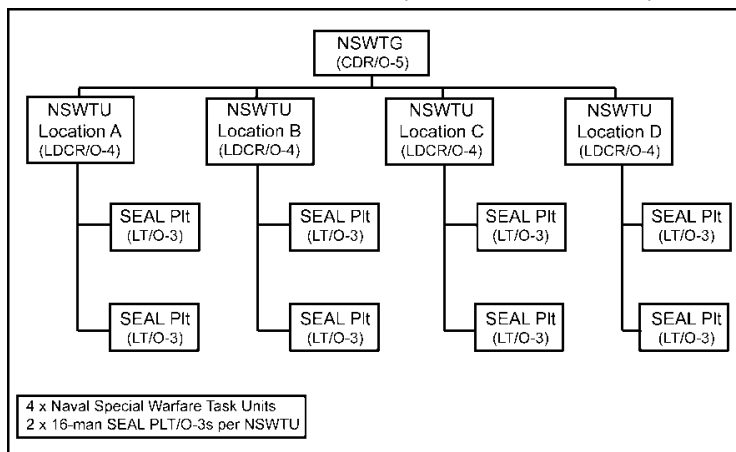 NSWTG
(CDR/O-5)
NSWTU
Location A
(LDCR/O-4)
NSWTU
Location B
(LDCR/O-4)
NSWTU
Location C
(LDCR/O-4)
NSWTU
Location D
(LDCR/O-4)
SEAL Plt
(LT/O-3)
SEAL Plt
(LT/O-3)
SEAL Plt
(LT/O-3)
SEAL Plt
(LT/O-3)
SEAL Plt
(LT/O-3)
SEAL Plt
(LT/O-3)
SEAL Plt
(LT/O-3)
SEAL Plt
(LT/O-3)
4 x Naval Special Warfare Task Units
2 x 16-man SEAL PLT/O-3s per NSWTU